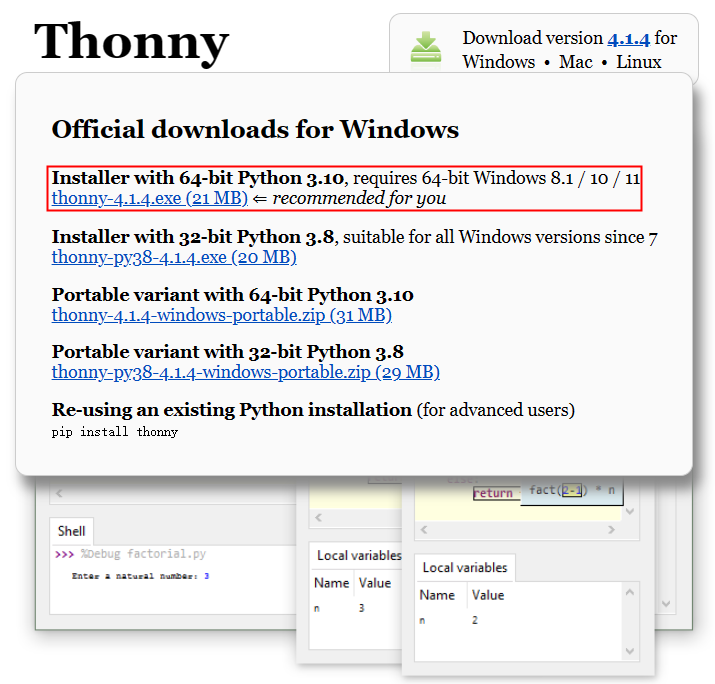 Thonny
Download version 4.1.4 for
Windows • Mac • Linux
Official downloads for Windows
Installer with 64-bit Python 3.10, requires 64-bit Windows 8.1 / 10 / 11
thonny-4.1.4.exe (21 MB) ⇐ recommended for you
Installer with 32-bit Python 3.8, suitable for all Windows versions since 7
thonny-py38-4.1.4.exe (20 MB)
Portable variant with 64-bit Python 3.10
thonny-4.1.4-windows-portable.zip (31 MB)
Portable variant with 32-bit Python 3.8
thonny-py38-4.1.4-windows-portable.zip (29 MB)
Re-using an existing Python installation (for advanced users)
pip install thonny
return fact(2-1) * n
Shell
>>> %Debug factorial.py
Enter a natural number: 3
Local variables
Name Value
n 3
Local variables
Name Value
n 2